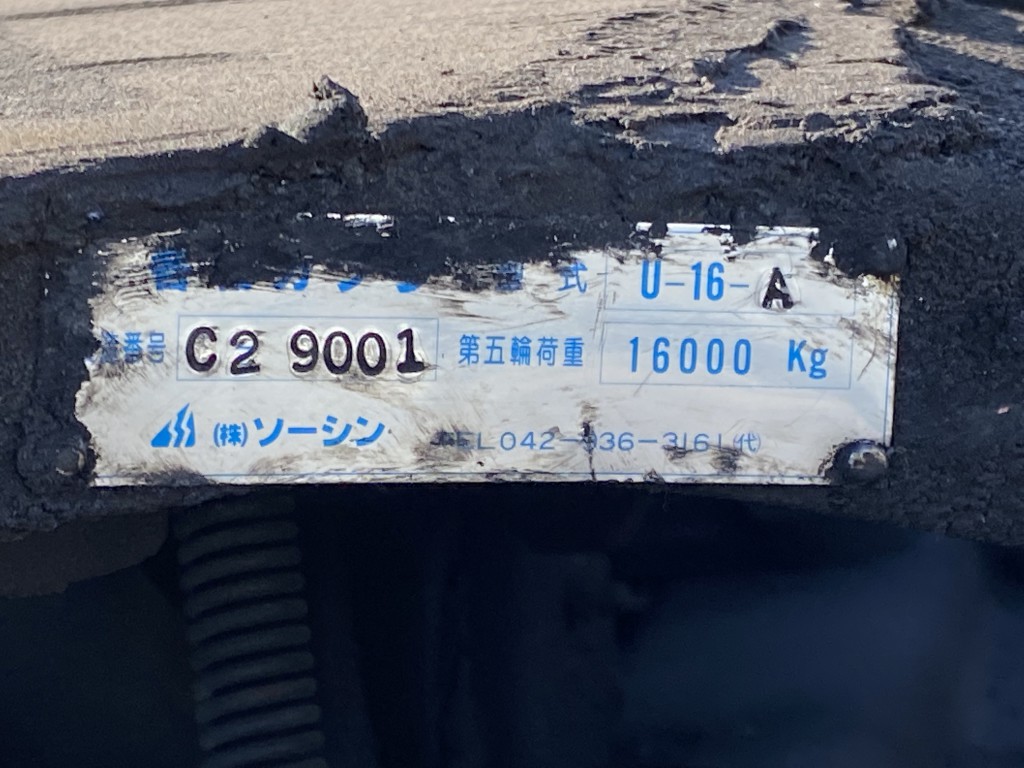 式 U-16-A
番号 C2 9001 第五輪荷重 16000 Kg
(株)ソーシン TEL042-936-3161(代)